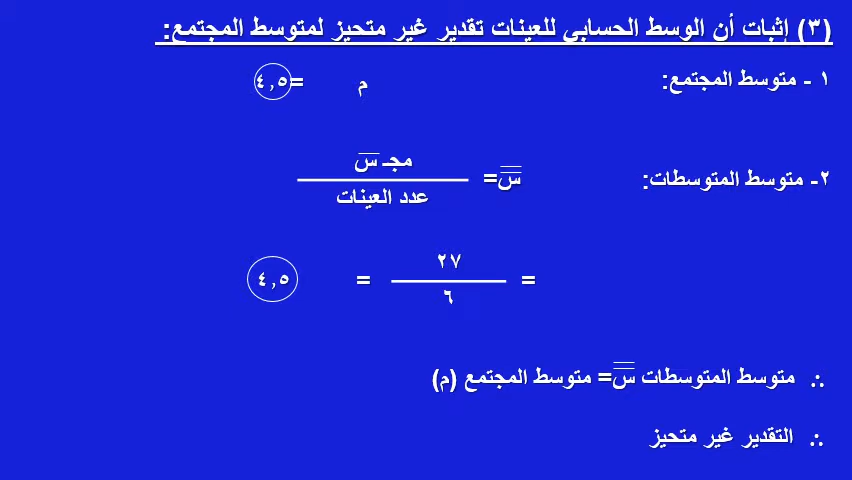 (٣) إثبات أن الوسط الحسابي للعينات تقدير غير متحيز لمتوسط المجتمع:
١ - متوسط المجتمع: م =٤,٥
٢- متوسط المتوسطات: س̿= مجـ س̅
عدد العينات
= ٢٧
٦
= ٤,٥
∴ متوسط المتوسطات س̿= متوسط المجتمع (م)
∴ التقدير غير متحيز